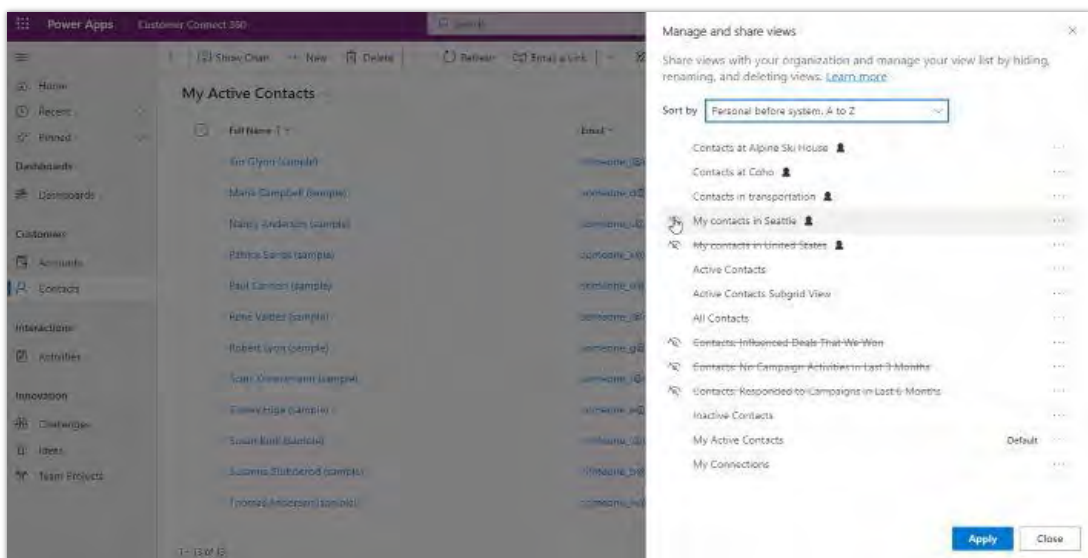 Power Apps
Customer Connect 360
Search
Show Chart
New
Delete
Refresh
Email a Link
Home
Recent
Pinned
Dashboards
Dashboards
Customers
Accounts
Contacts
Interactions
Activities
Innovation
Challenges
Ideas
Team Projects
My Active Contacts
Full Name
Email
Jim Glynn (sample)
Maria Campbell (sample)
Nancy Anderson (sample)
Patrick Sands (sample)
Paul Cannon (sample)
Rene Valdes (sample)
Robert Lyon (sample)
(sample)
(sample)
Susan Burk (sample)
(sample)
Thomas Andersen (sample)
Manage and share views
Share views with your organization and manage your view list by hiding,
renaming, and deleting views. Learn more
Sort by
Personal before system, A to Z
Contacts at Alpine Ski House
Contacts at Coho
Contacts in transportation
My contacts in Seattle
My contacts in United States
Active Contacts
Active Contacts Subgrid View
All Contacts
Contacts: Influenced Deals That We Won
Contacts: No Campaign Activities in Last 3 Months
Contacts: Responded to Campaigns in Last 6 Months
Inactive Contacts
My Active Contacts
Default
My Connections
Apply
Close